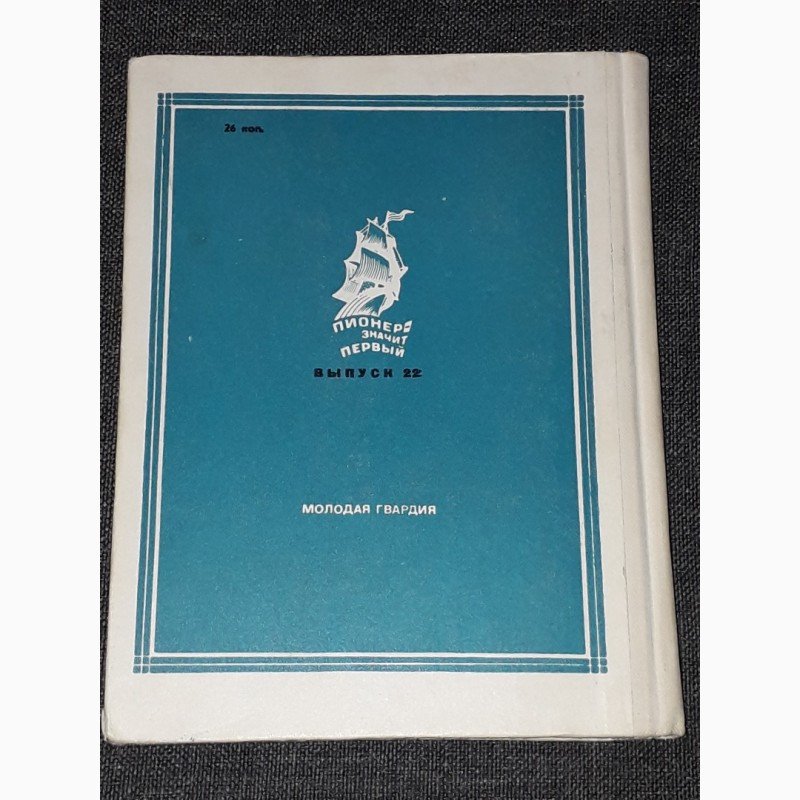 26 коп.
ПИОНЕР
ЗНАЧИТ
ПЕРВЫЙ
ВЫПУСК 22
МОЛОДАЯ ГВАРДИЯ